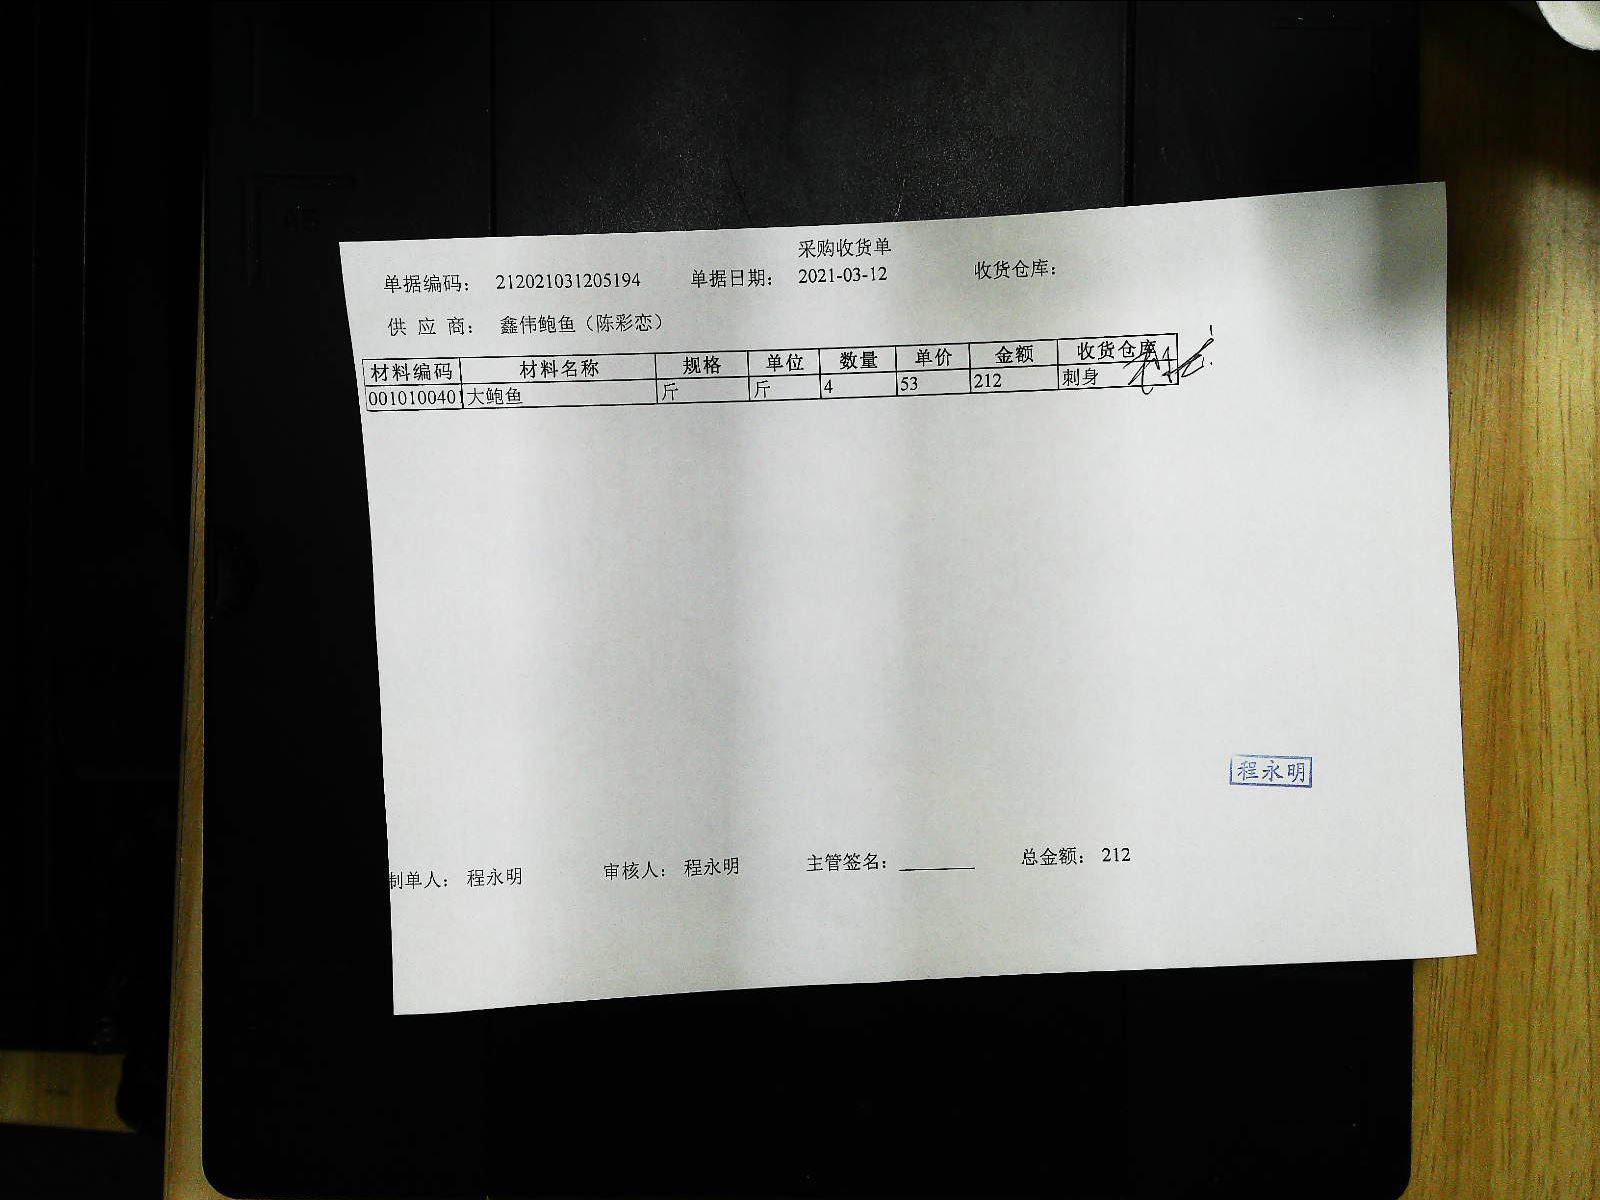 采购收货单
单据编码： 212021031205194 单据日期： 2021-03-12 收货仓库：
供 应 商： 鑫伟鲍鱼（陈彩恋）
材料编码 材料名称 规格 单位 数量 单价 金额 收货仓库
001010040 大鲍鱼 斤 斤 4 53 212 刺身
程永明
制单人： 程永明 审核人： 程永明 主管签名： 总金额： 212